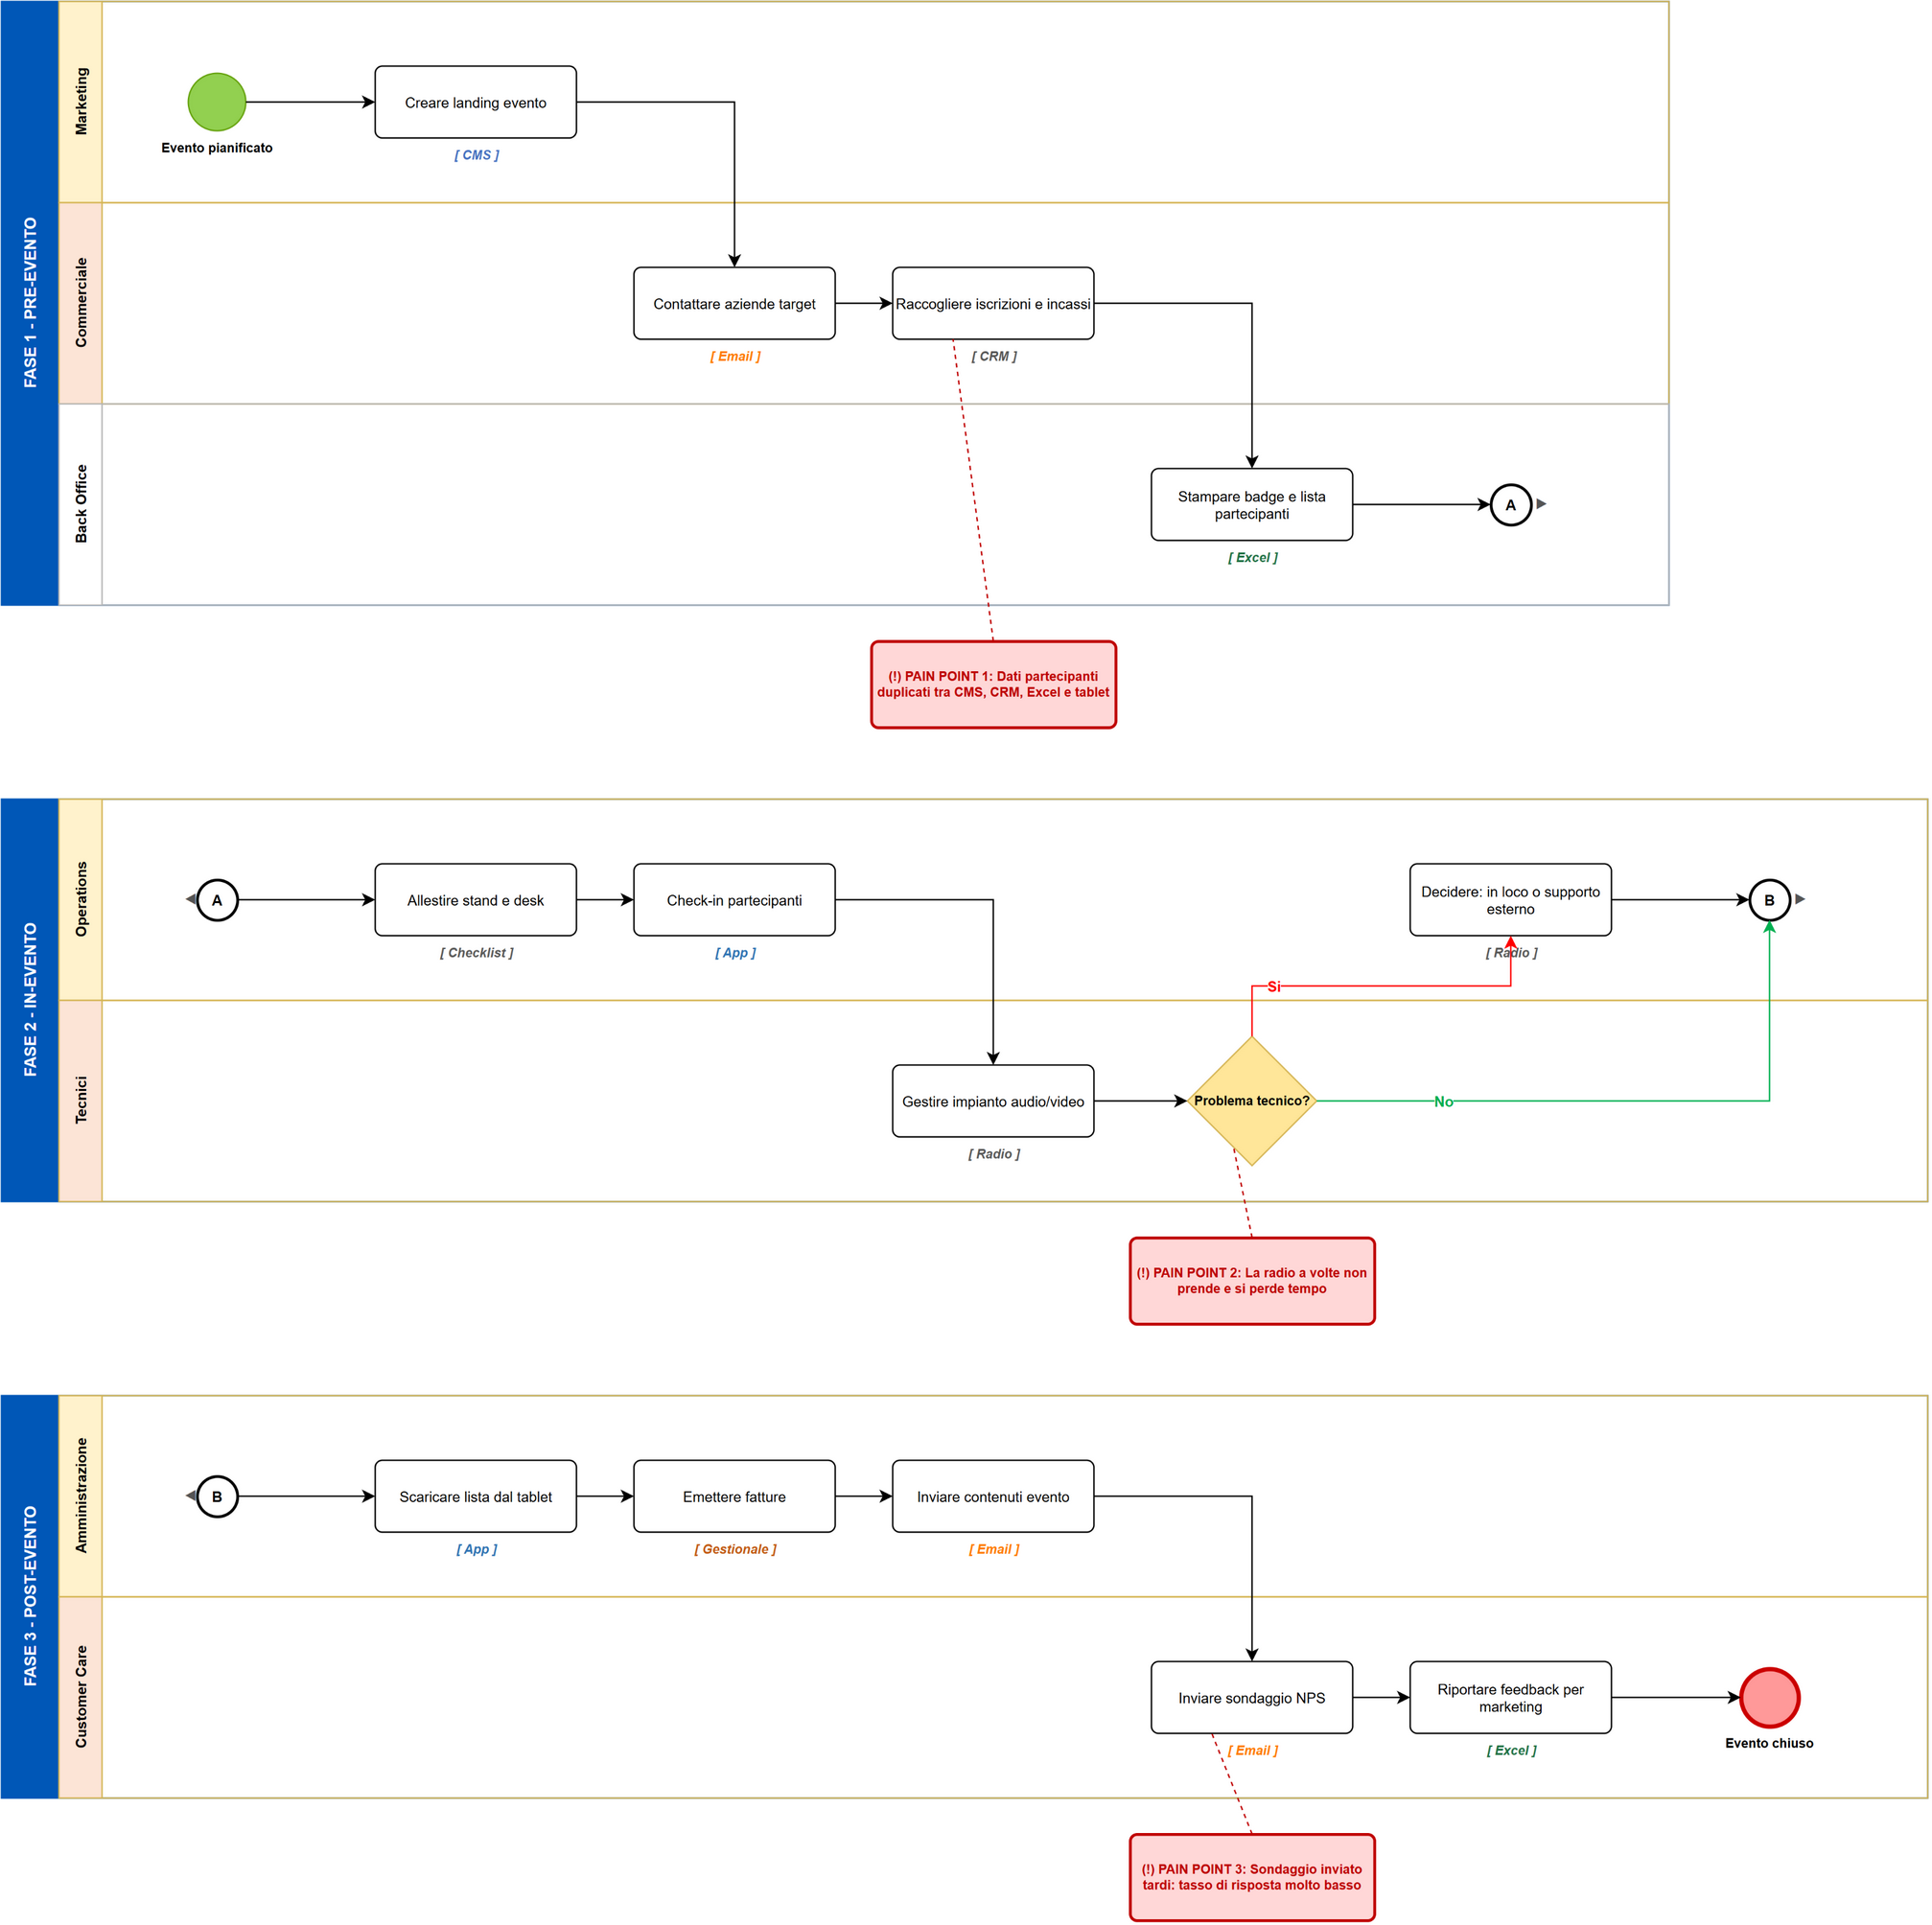 FASE 1 - PRE-EVENTO
Marketing
Evento pianificato
Creare landing evento
[ CMS ]
Commerciale
Contattare aziende target
[ Email ]
Raccogliere iscrizioni e incassi
[ CRM ]
Back Office
Stampare badge e lista
partecipanti
[ Excel ]
A
(!) PAIN POINT 1: Dati partecipanti
duplicati tra CMS, CRM, Excel e tablet
FASE 2 - IN-EVENTO
Operations
A
Allestire stand e desk
[ Checklist ]
Check-in partecipanti
[ App ]
Decidere: in loco o supporto
esterno
[ Radio ]
B
Si
Tecnici
Gestire impianto audio/video
[ Radio ]
Problema tecnico?
No
(!) PAIN POINT 2: La radio a volte non
prende e si perde tempo
FASE 3 - POST-EVENTO
Amministrazione
B
Scaricare lista dal tablet
[ App ]
Emettere fatture
[ Gestionale ]
Inviare contenuti evento
[ Email ]
Customer Care
Inviare sondaggio NPS
[ Email ]
Riportare feedback per
marketing
[ Excel ]
Evento chiuso
(!) PAIN POINT 3: Sondaggio inviato
tardi: tasso di risposta molto basso